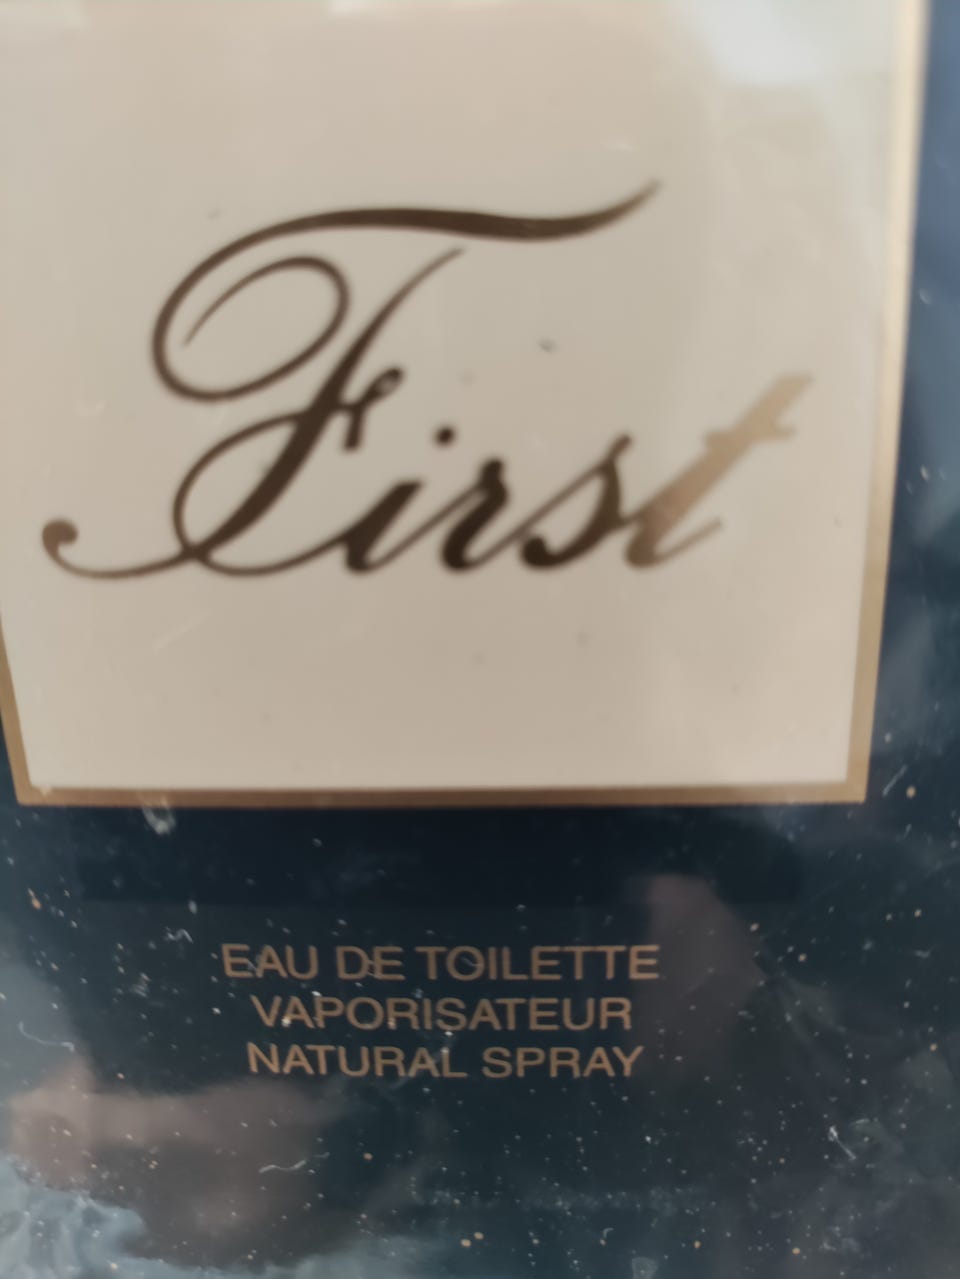 First
EAU DE TOILETTE
VAPORISATEUR
NATURAL SPRAY